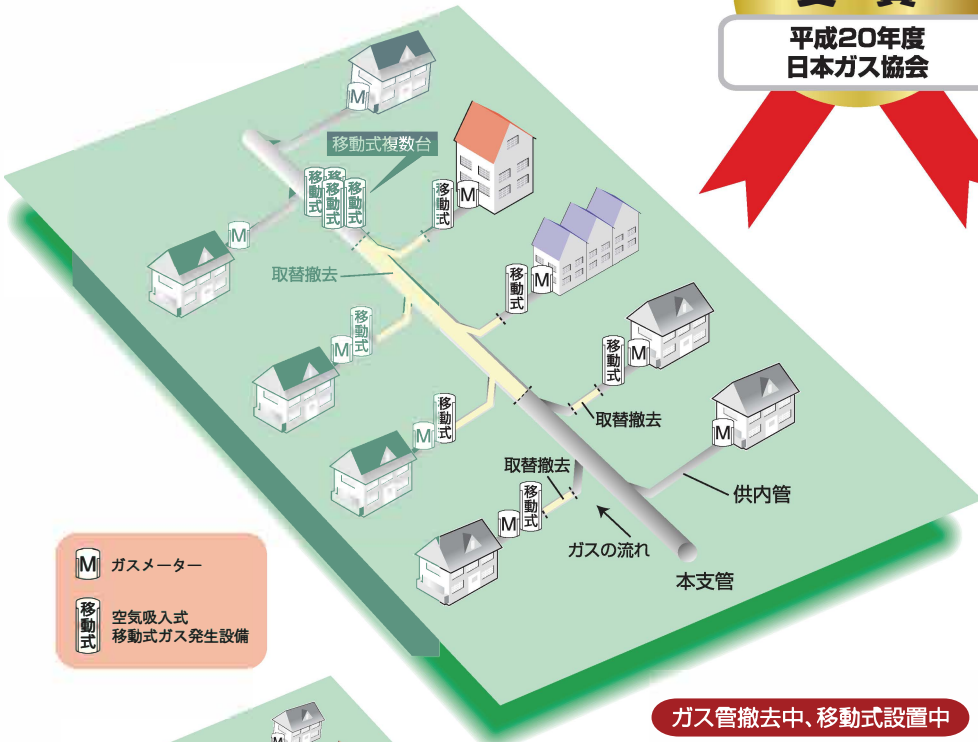 平成20年度
日本ガス協会
M
移動式複数台
移動式
移動式
移動式
移動式
M
M
取替撤去
移動式
M
移動式
M
移動式
M
取替撤去
移動式
M
M
取替撤去
移動式
M
供内管
ガスの流れ
本支管
M ガスメーター
移動式 空気吸入式
移動式ガス発生設備
ガス管撤去中、移動式設置中